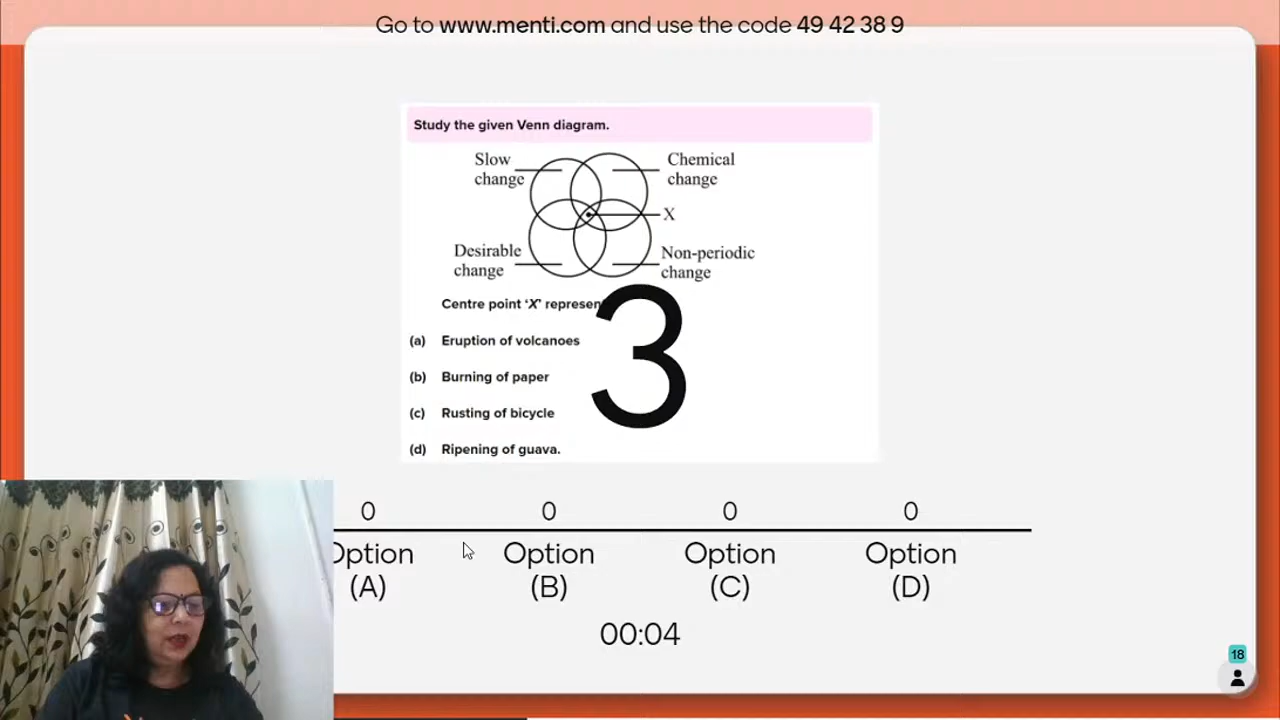 Go to www.menti.com and use the code 49 42 38 9
Study the given Venn diagram.
Slow
change
Chemical
change
X
Desirable
change
Non-periodic
change
Centre point ‘X’ represen
(a) Eruption of volcanoes
(b) Burning of paper
(c) Rusting of bicycle
(d) Ripening of guava.
3
0 0 0 0
Option Option Option Option
(A) (B) (C) (D)
00:04
18